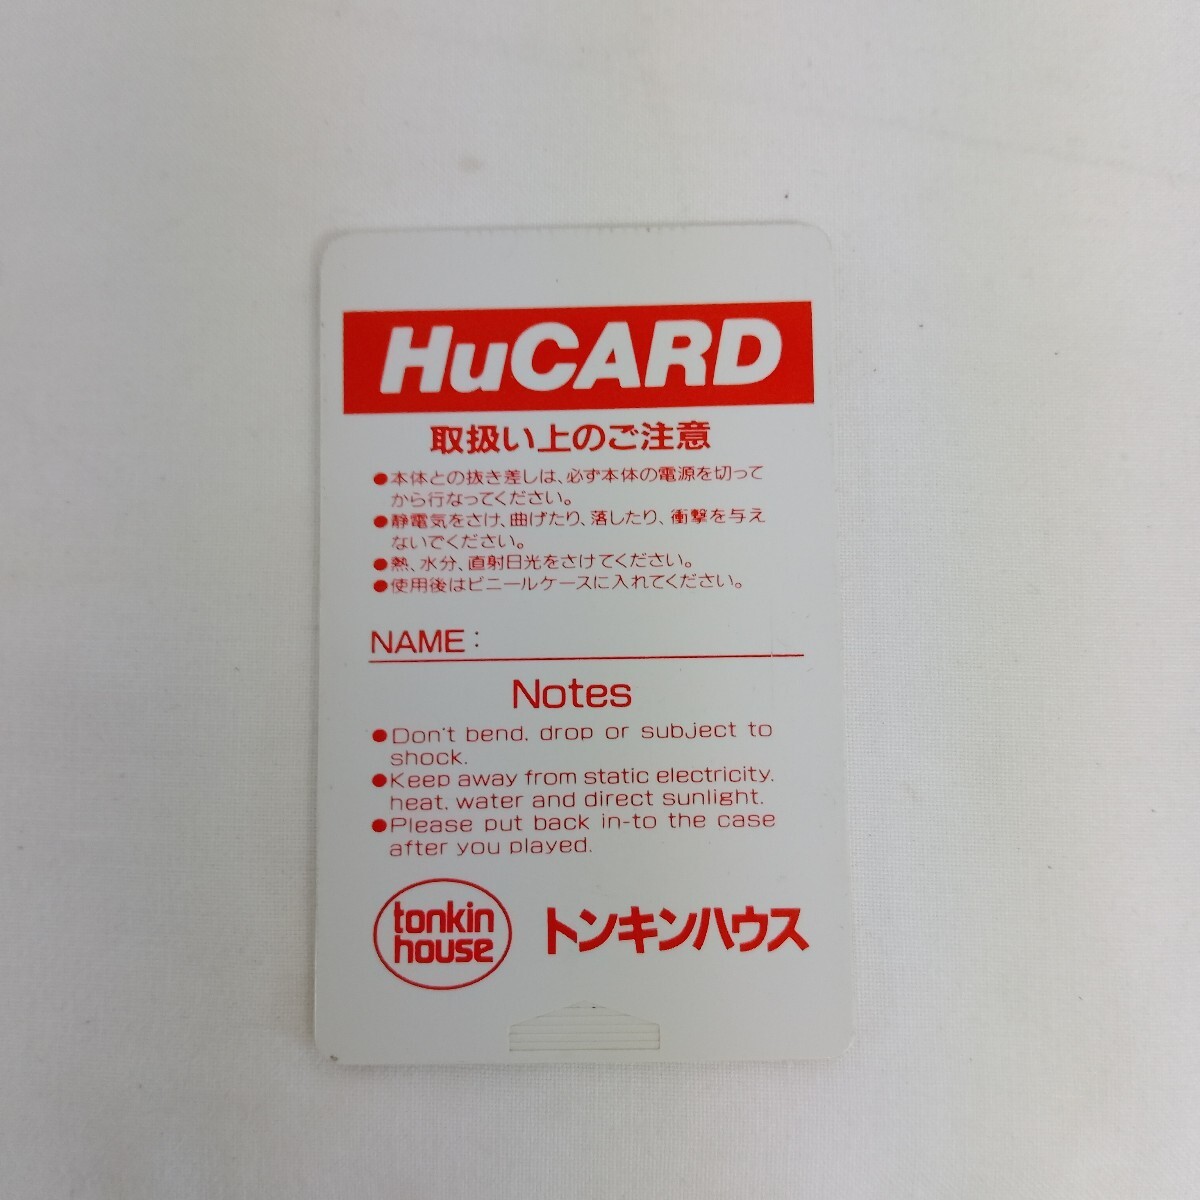 HuCARD
取扱い上のご注意
●本体との抜き差しは、必ず本体の電源を切って
から行なってください。
●静電気をさけ、曲げたり、落したり、衝撃を与え
ないでください。
●熱、水分、直射日光をさけてください。
●使用後はビニールケースに入れてください。
NAME:
Notes
●Don't bend, drop or subject to
shock.
●Keep away from static electricity,
heat, water and direct sunlight.
●Please put back in-to the case
after you played.
tonkin
house
トンキンハウス